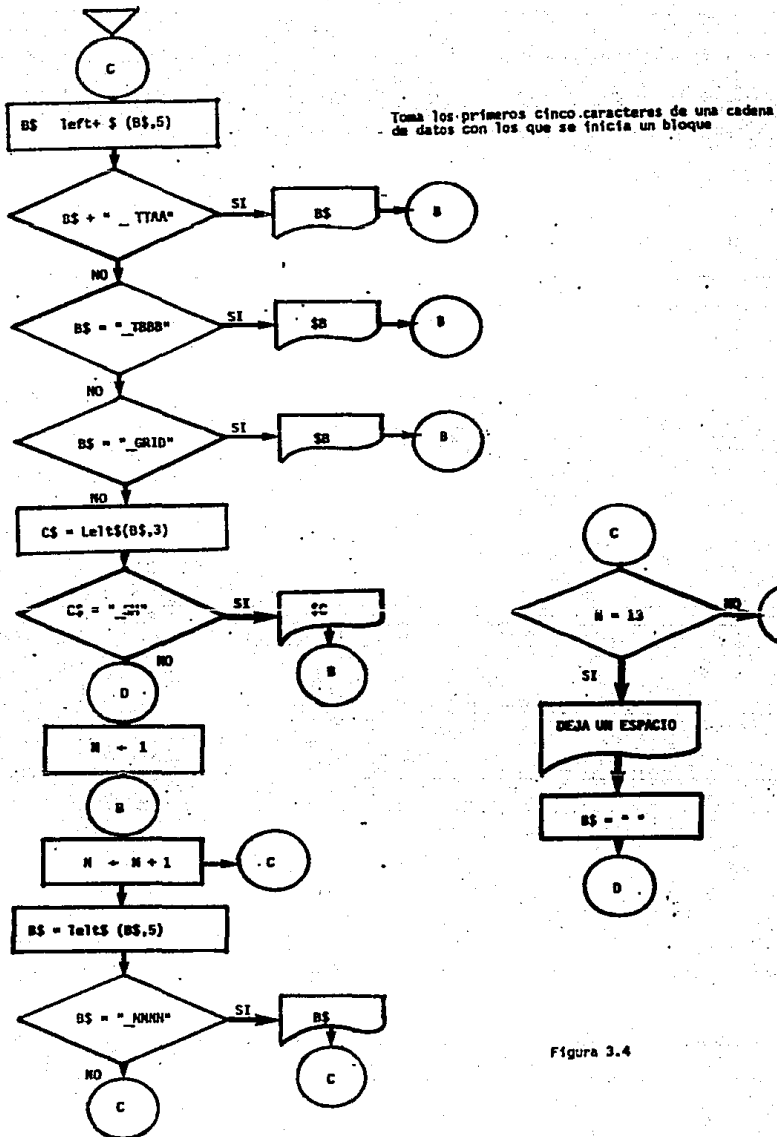 C
B$ left+ $ (B$,5)
Toma los primeros cinco caracteres de una cadena
de datos con los que se inicia un bloque
B$ + " _ TTAA"
SI
B$
B
NO
B$ = "_TBBB"
SI
$B
B
NO
B$ = "_GRID"
SI
$B
B
NO
C$ = Lelt$(B$,3)
C$ =
SI
$C
B
NO
D
N ← 1
B
N ← N + 1
C
B$ = lelt$ (B$,5)
B$ = "_NNNN"
SI
B$
C
NO
C
C
N = 13
NO
SI
DEJA UN ESPACIO
B$ = " "
D
Figura 3.4